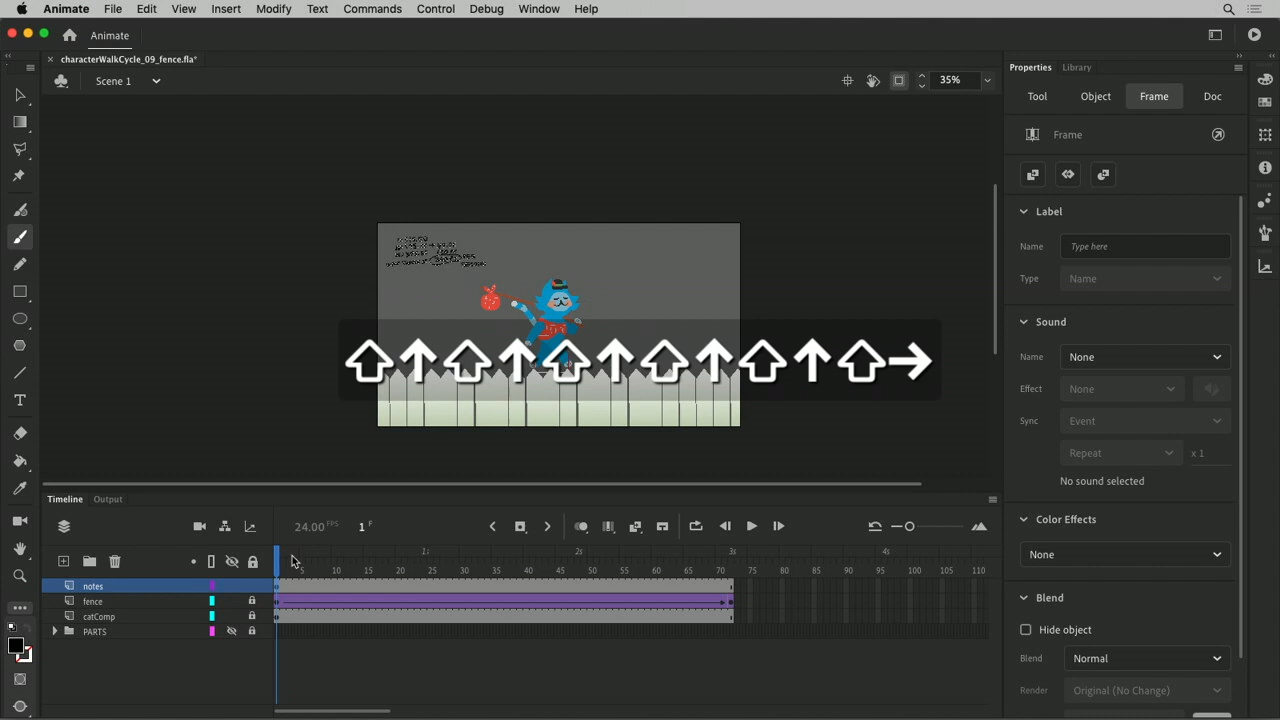 Animate File Edit View Insert Modify Text Commands Control Debug Window Help
Animate
characterWalkCycle_09_fence.fla*
Scene 1
35%
Properties Library
Tool Object Frame Doc
Frame
Label
Name Type here
Type Name
Sound
Name None
Effect None
Sync Event
Repeat x 1
No sound selected
Color Effects
None
Blend
Hide object
Blend Normal
Render Original (No Change)
Timeline Output
24.00 FPS 1 F
1s 2s 3s 4s
5 10 15 20 25 30 35 40 45 50 55 60 65 70 75 80 85 90 95 100 105 110
notes
fence
catComp
PARTS